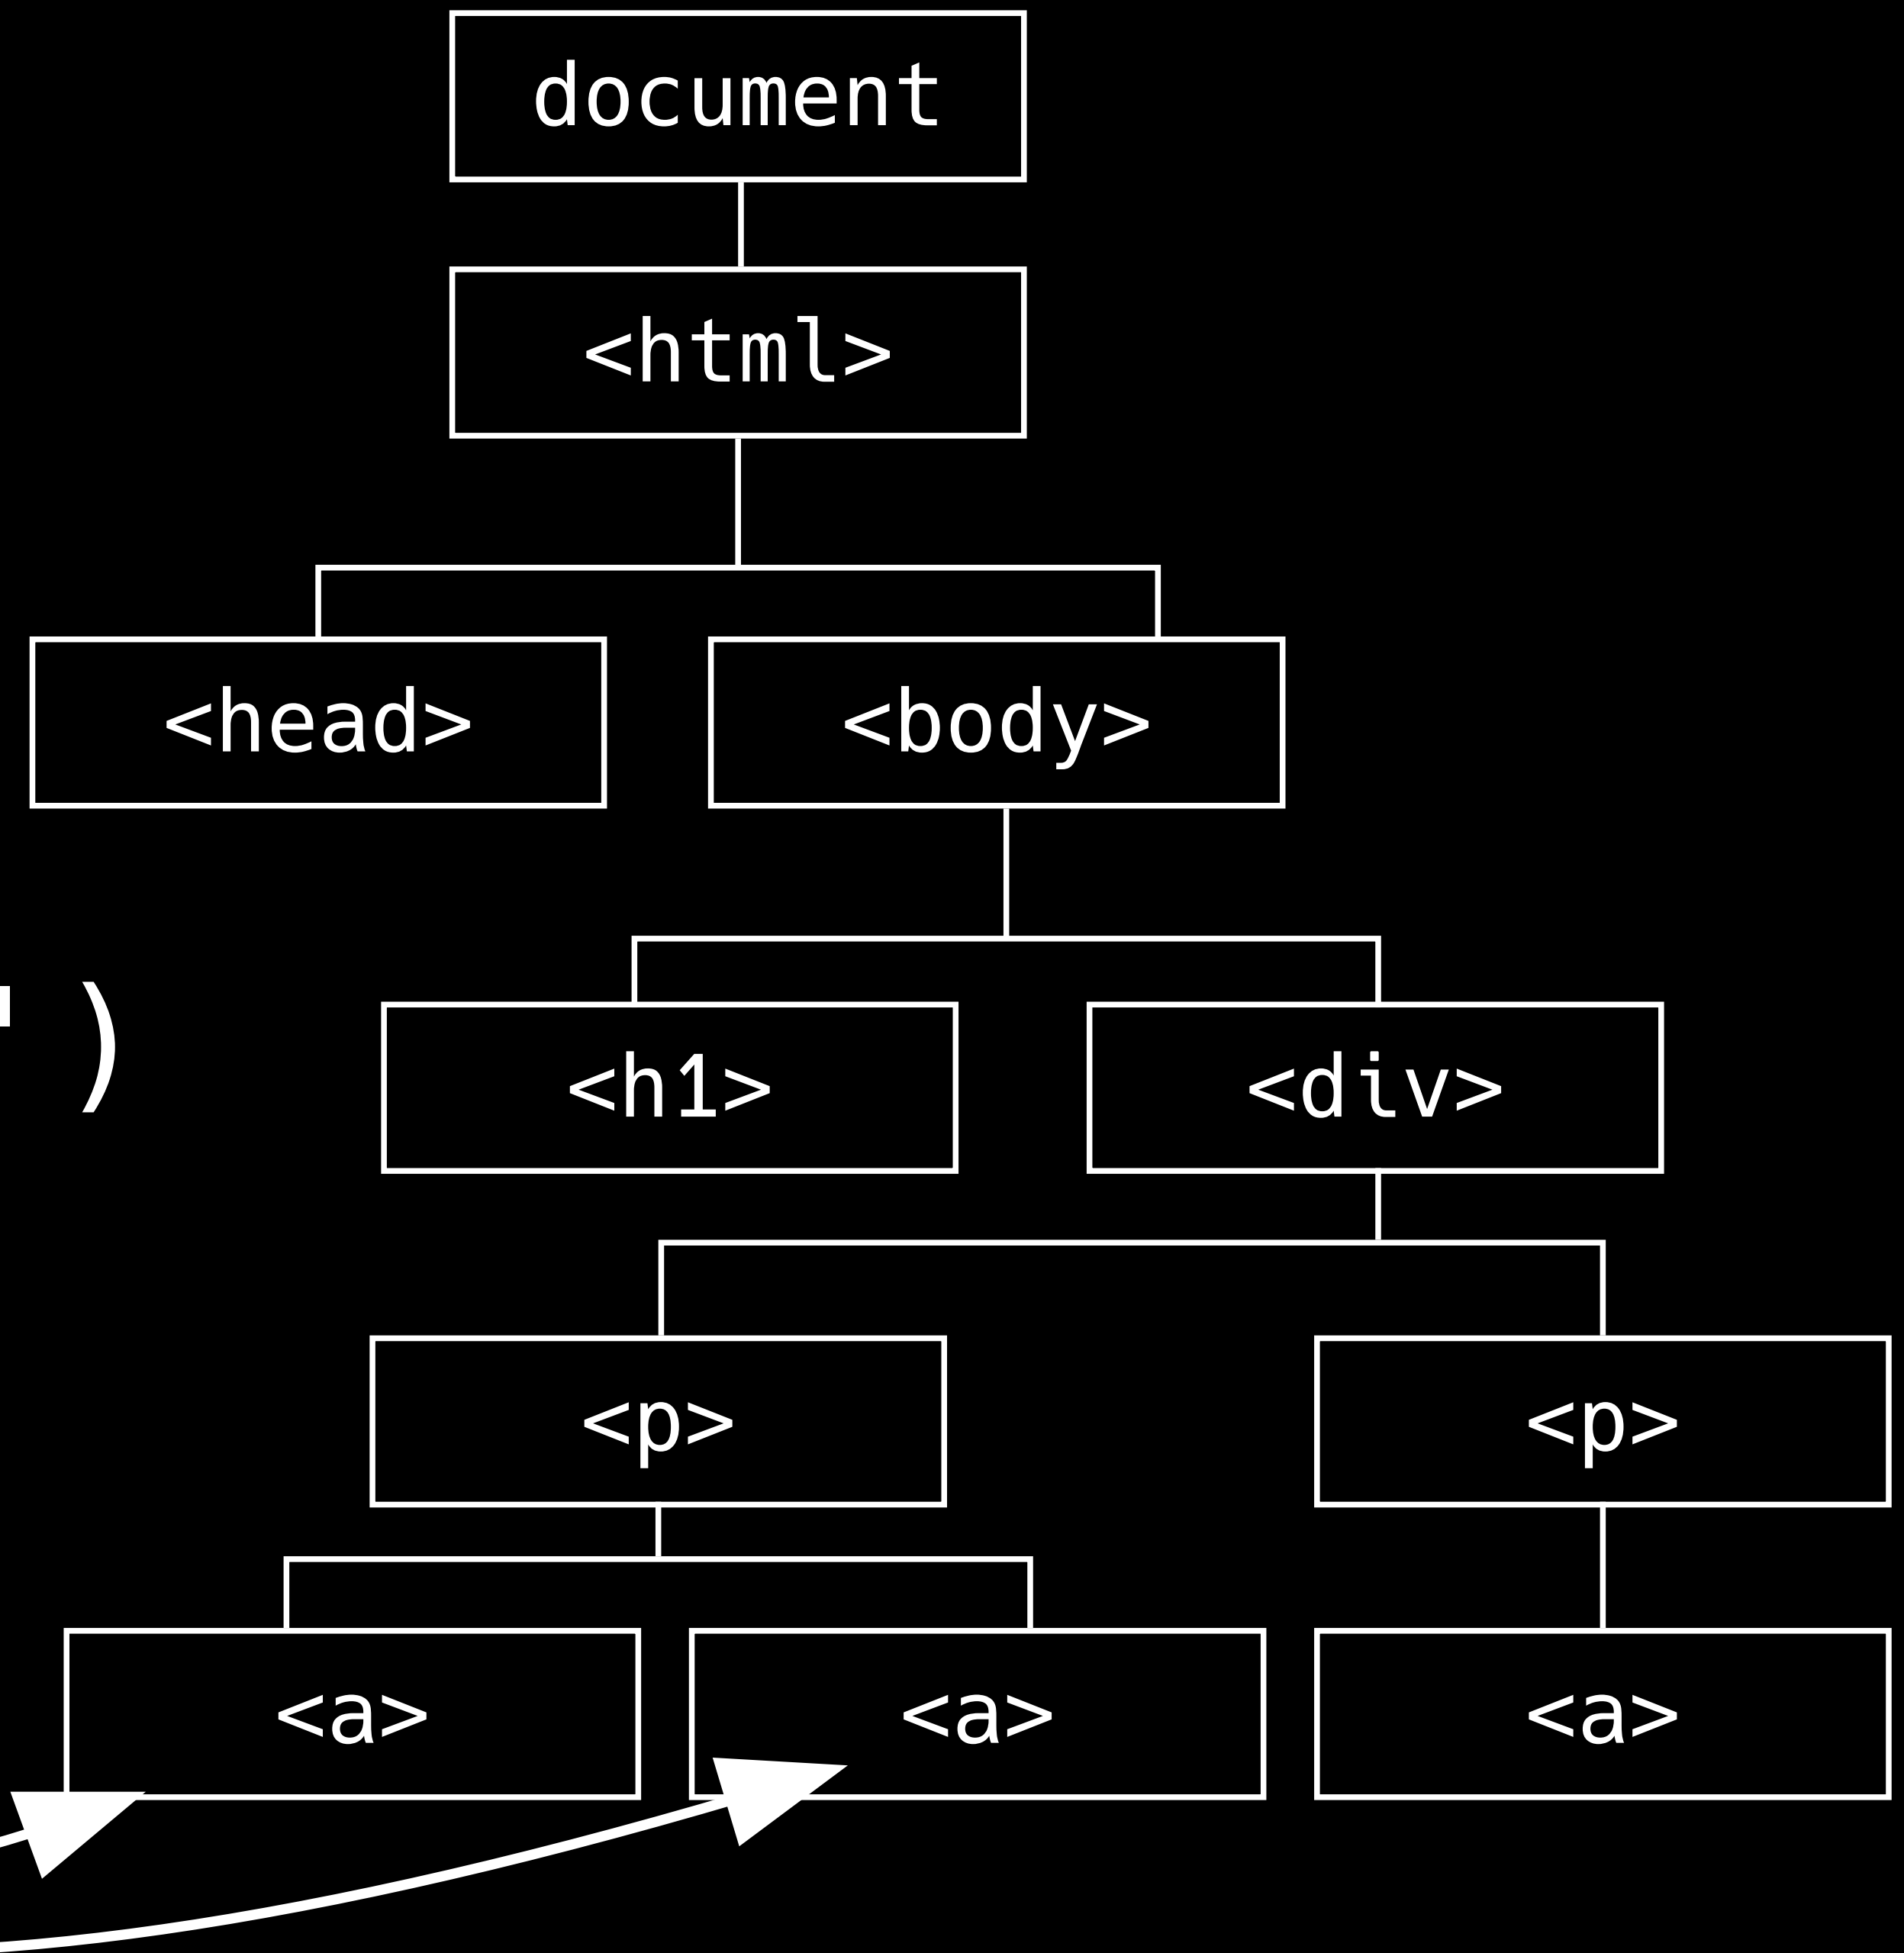 document
<html>
<head> <body>
")
<h1> <div>
<p> <p>
<a> <a> <a>